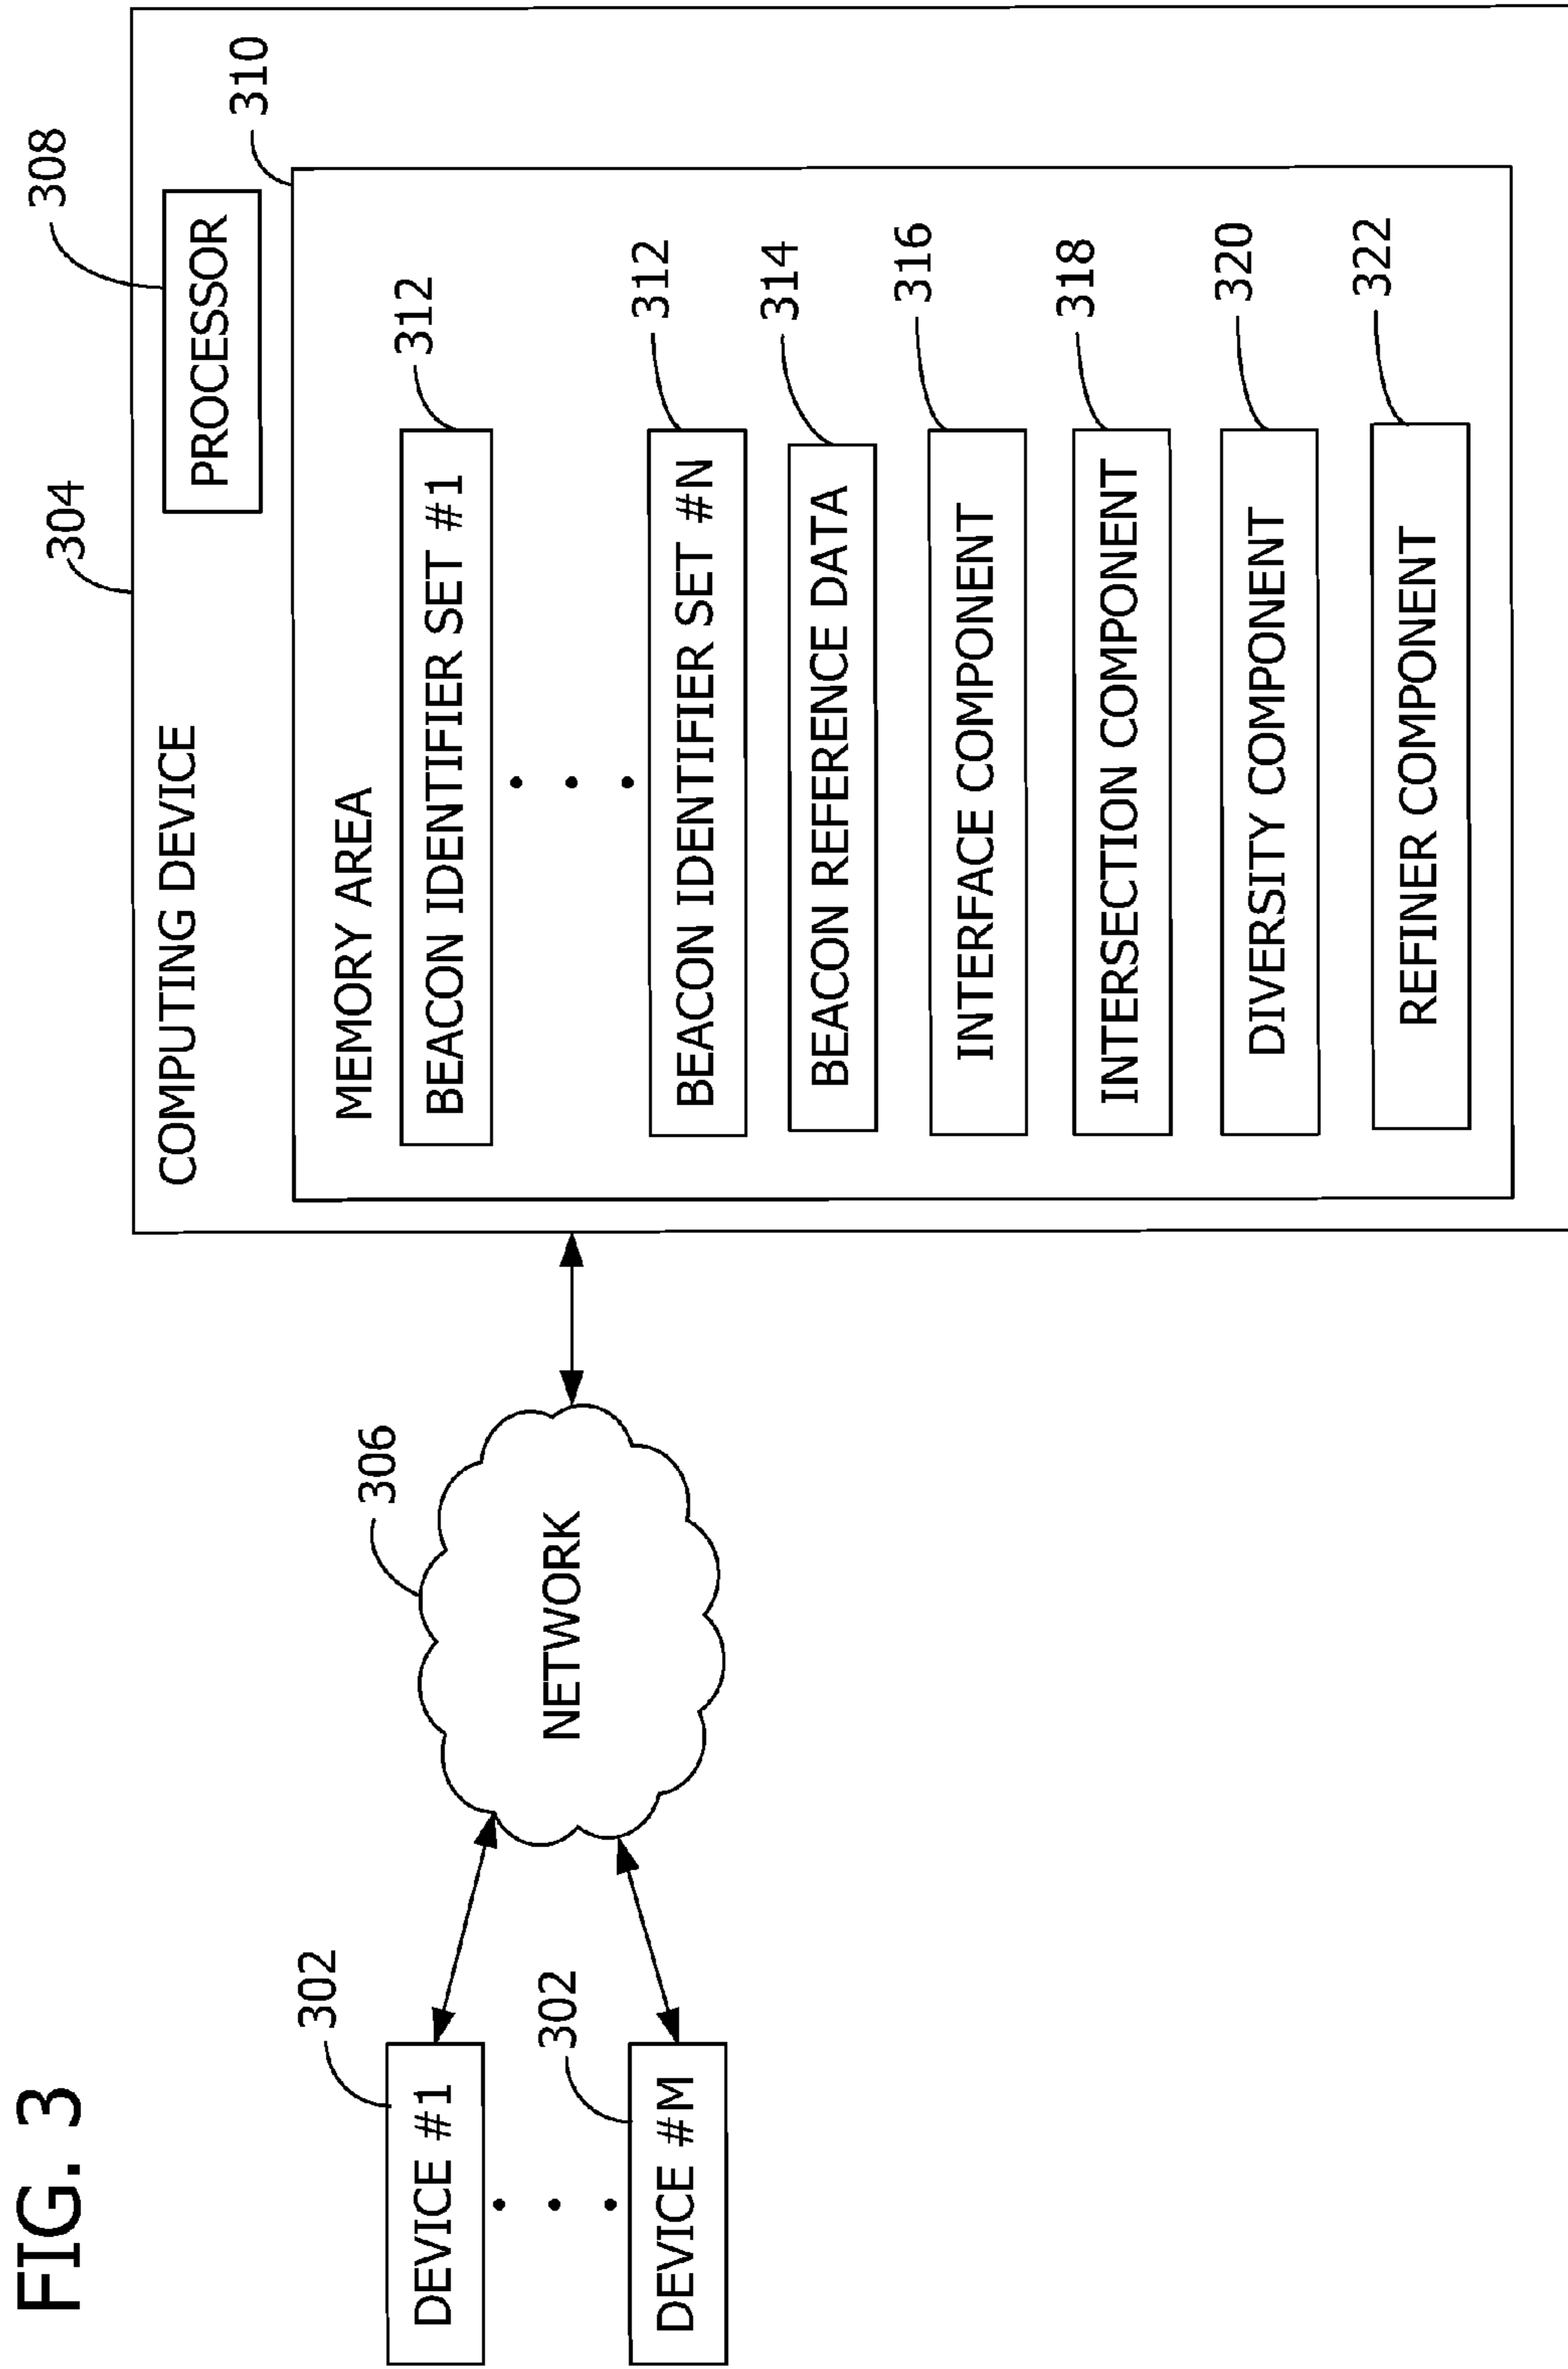 FIG. 3
304
308
COMPUTING DEVICE
PROCESSOR
310
MEMORY AREA
312
BEACON IDENTIFIER SET #1
312
BEACON IDENTIFIER SET #N
314
BEACON REFERENCE DATA
316
INTERFACE COMPONENT
318
INTERSECTION COMPONENT
320
DIVERSITY COMPONENT
322
REFINER COMPONENT
306
NETWORK
302
DEVICE #1
302
DEVICE #M